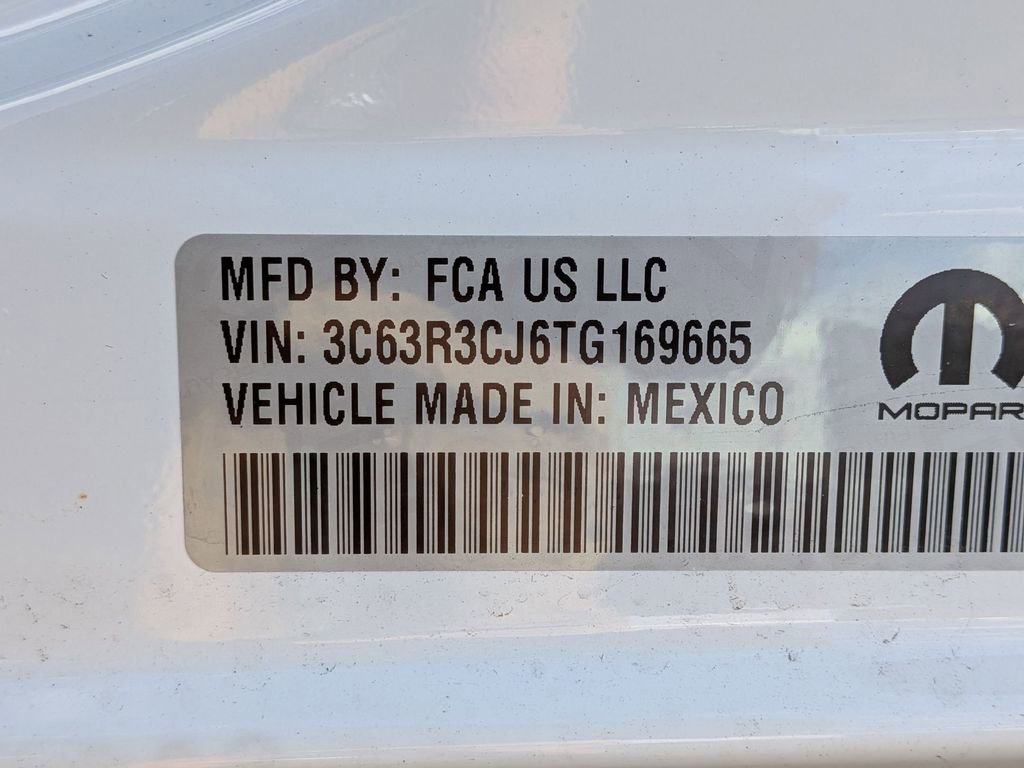 MFD BY: FCA US LLC
VIN: 3C63R3CJ6TG169665
VEHICLE MADE IN: MEXICO
MOPAR